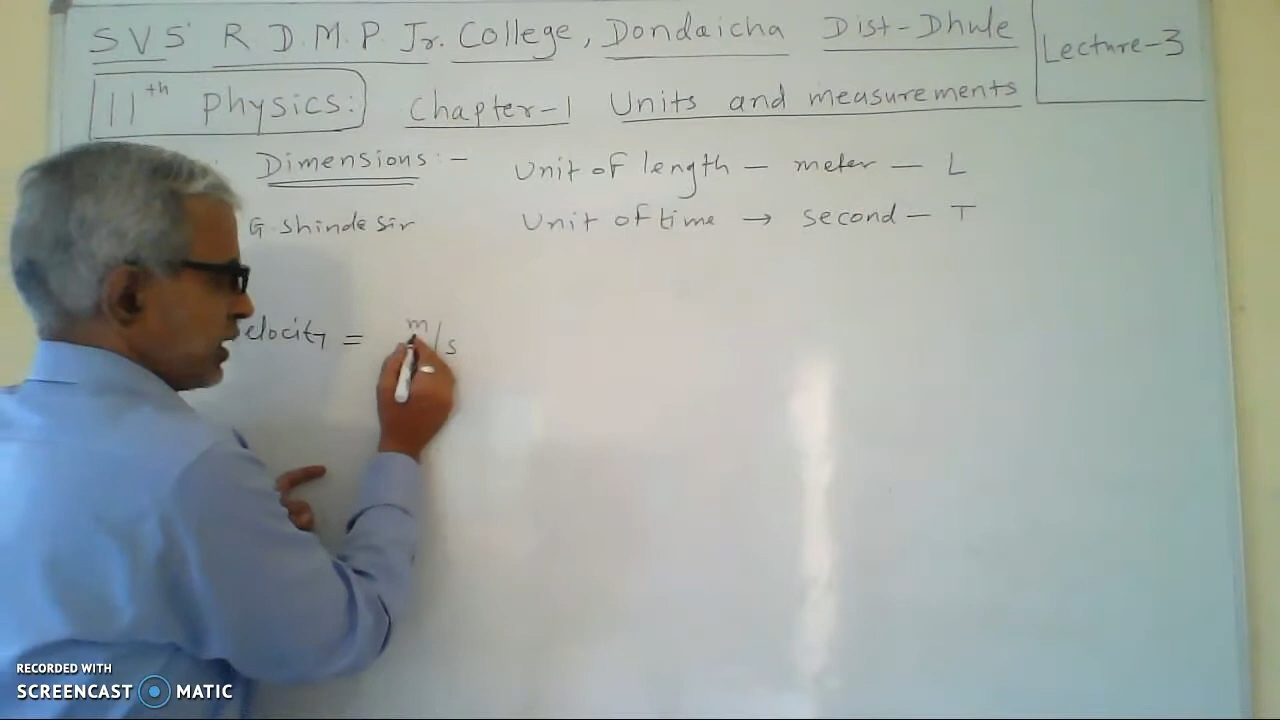 SVS' R D.M.P. Jr. College, Dondaicha Dist-Dhule
Lecture-3
11th Physics: Chapter-1 Units and measurements
Dimensions:- Unit of length — meter — L
G. Shinde Sir Unit of time → second — T
elocity = m/s
RECORDED WITH
SCREENCAST MATIC